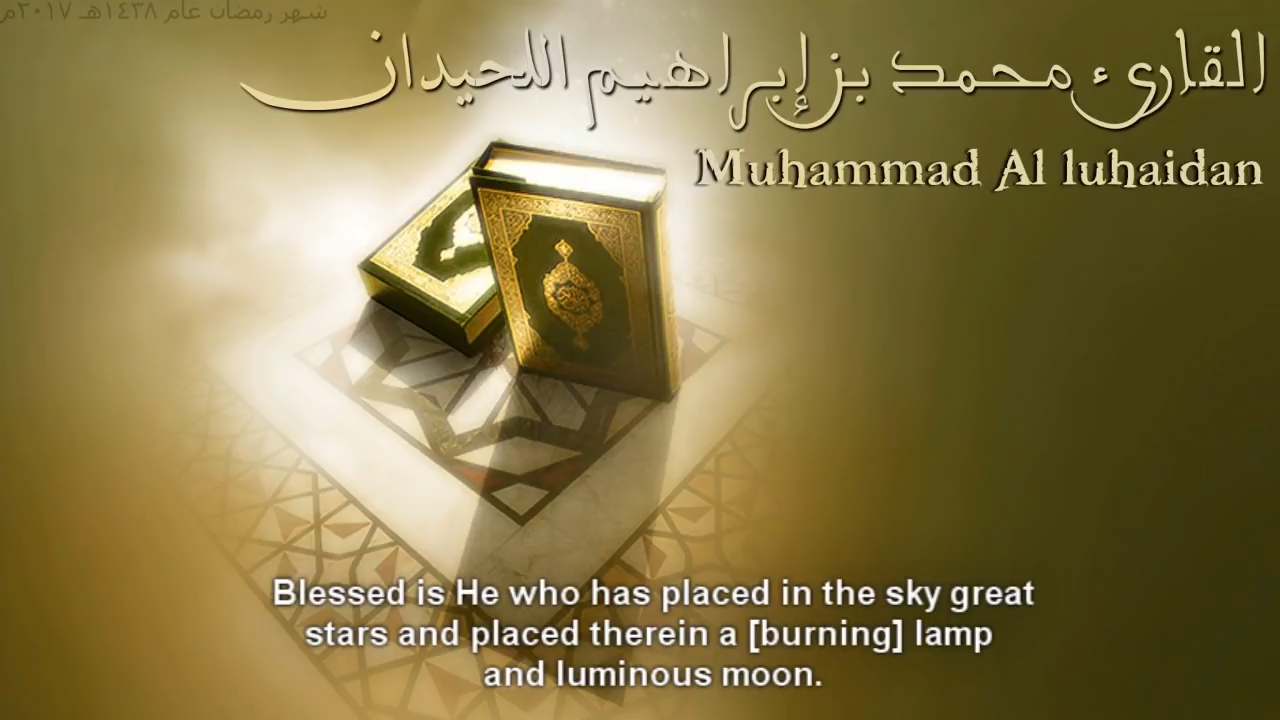 شهر رمضان عام ١٤٣٨هـ ٢٠١٧م
القارئ محمد بن إبراهيم اللحيدان
Muhammad Al luhaidan
Blessed is He who has placed in the sky great
stars and placed therein a [burning] lamp
and luminous moon.